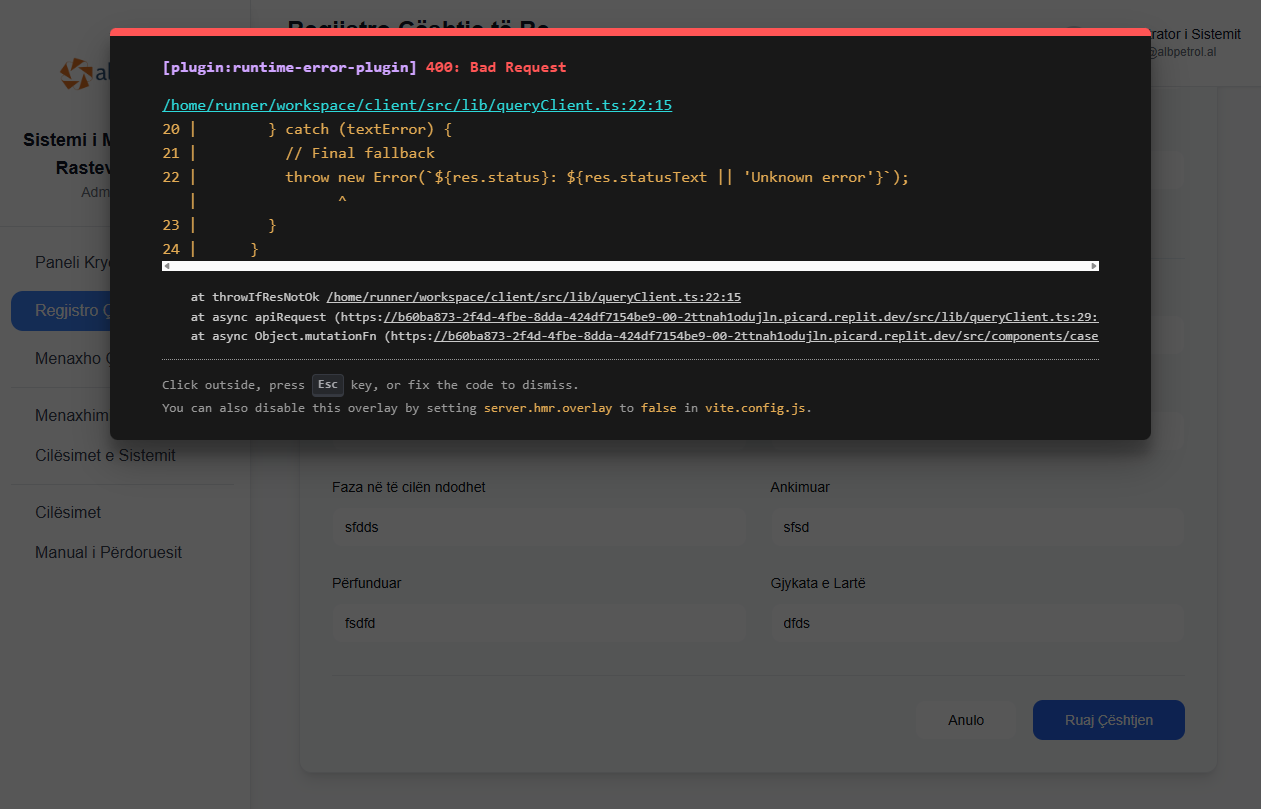 Regjistro Çështje të Re
rator i Sistemit
@albpetrol.al
Sistemi i M
Rastev
Adm
Paneli Krye
Regjistro Ç
Menaxho
Menaxhim
Cilësimet e Sistemit
Cilësimet
Manual i Përdoruesit
[plugin:runtime-error-plugin] 400: Bad Request
/home/runner/workspace/client/src/lib/queryClient.ts:22:15
20 | } catch (textError) {
21 | // Final fallback
22 | throw new Error(`${res.status}: ${res.statusText || 'Unknown error'}`);
| ^
23 | }
24 | }
at throwIfResNotOk /home/runner/workspace/client/src/lib/queryClient.ts:22:15
at async apiRequest (https://b60ba873-2f4d-4fbe-8dda-424df7154be9-00-2ttnah1odujln.picard.replit.dev/src/lib/queryClient.ts:29:
at async Object.mutationFn (https://b60ba873-2f4d-4fbe-8dda-424df7154be9-00-2ttnah1odujln.picard.replit.dev/src/components/case
Click outside, press Esc key, or fix the code to dismiss.
You can also disable this overlay by setting server.hmr.overlay to false in vite.config.js.
Faza në të cilën ndodhet
Ankimuar
sfdds
sfsd
Përfunduar
Gjykata e Lartë
fsdfd
dfds
Anulo
Ruaj Çështjen